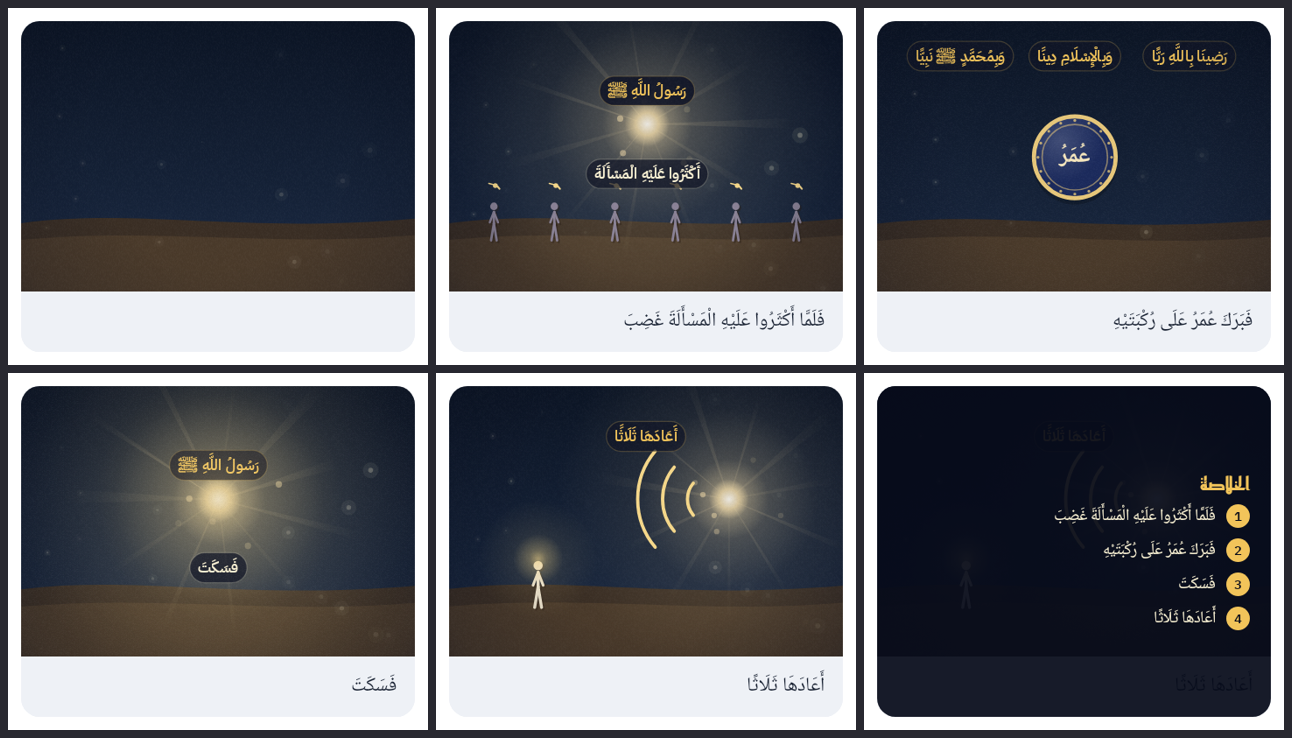 رَسُولُ اللَّهِ ﷺ
أَكْثَرُوا عَلَيْهِ الْمَسْأَلَةَ
فَلَمَّا أَكْثَرُوا عَلَيْهِ الْمَسْأَلَةَ غَضِبَ
رَضِينَا بِاللَّهِ رَبًّا
وَبِالْإِسْلَامِ دِينًا
وَبِمُحَمَّدٍ ﷺ نَبِيًّا
عُمَرُ
فَبَرَكَ عُمَرُ عَلَى رُكْبَتَيْهِ
رَسُولُ اللَّهِ ﷺ
فَسَكَتَ
فَسَكَتَ
أَعَادَهَا ثَلَاثًا
أَعَادَهَا ثَلَاثًا
أَعَادَهَا ثَلَاثًا
الخلاصة
1 فَلَمَّا أَكْثَرُوا عَلَيْهِ الْمَسْأَلَةَ غَضِبَ
2 فَبَرَكَ عُمَرُ عَلَى رُكْبَتَيْهِ
3 فَسَكَتَ
4 أَعَادَهَا ثَلَاثًا
أَعَادَهَا ثَلَاثًا